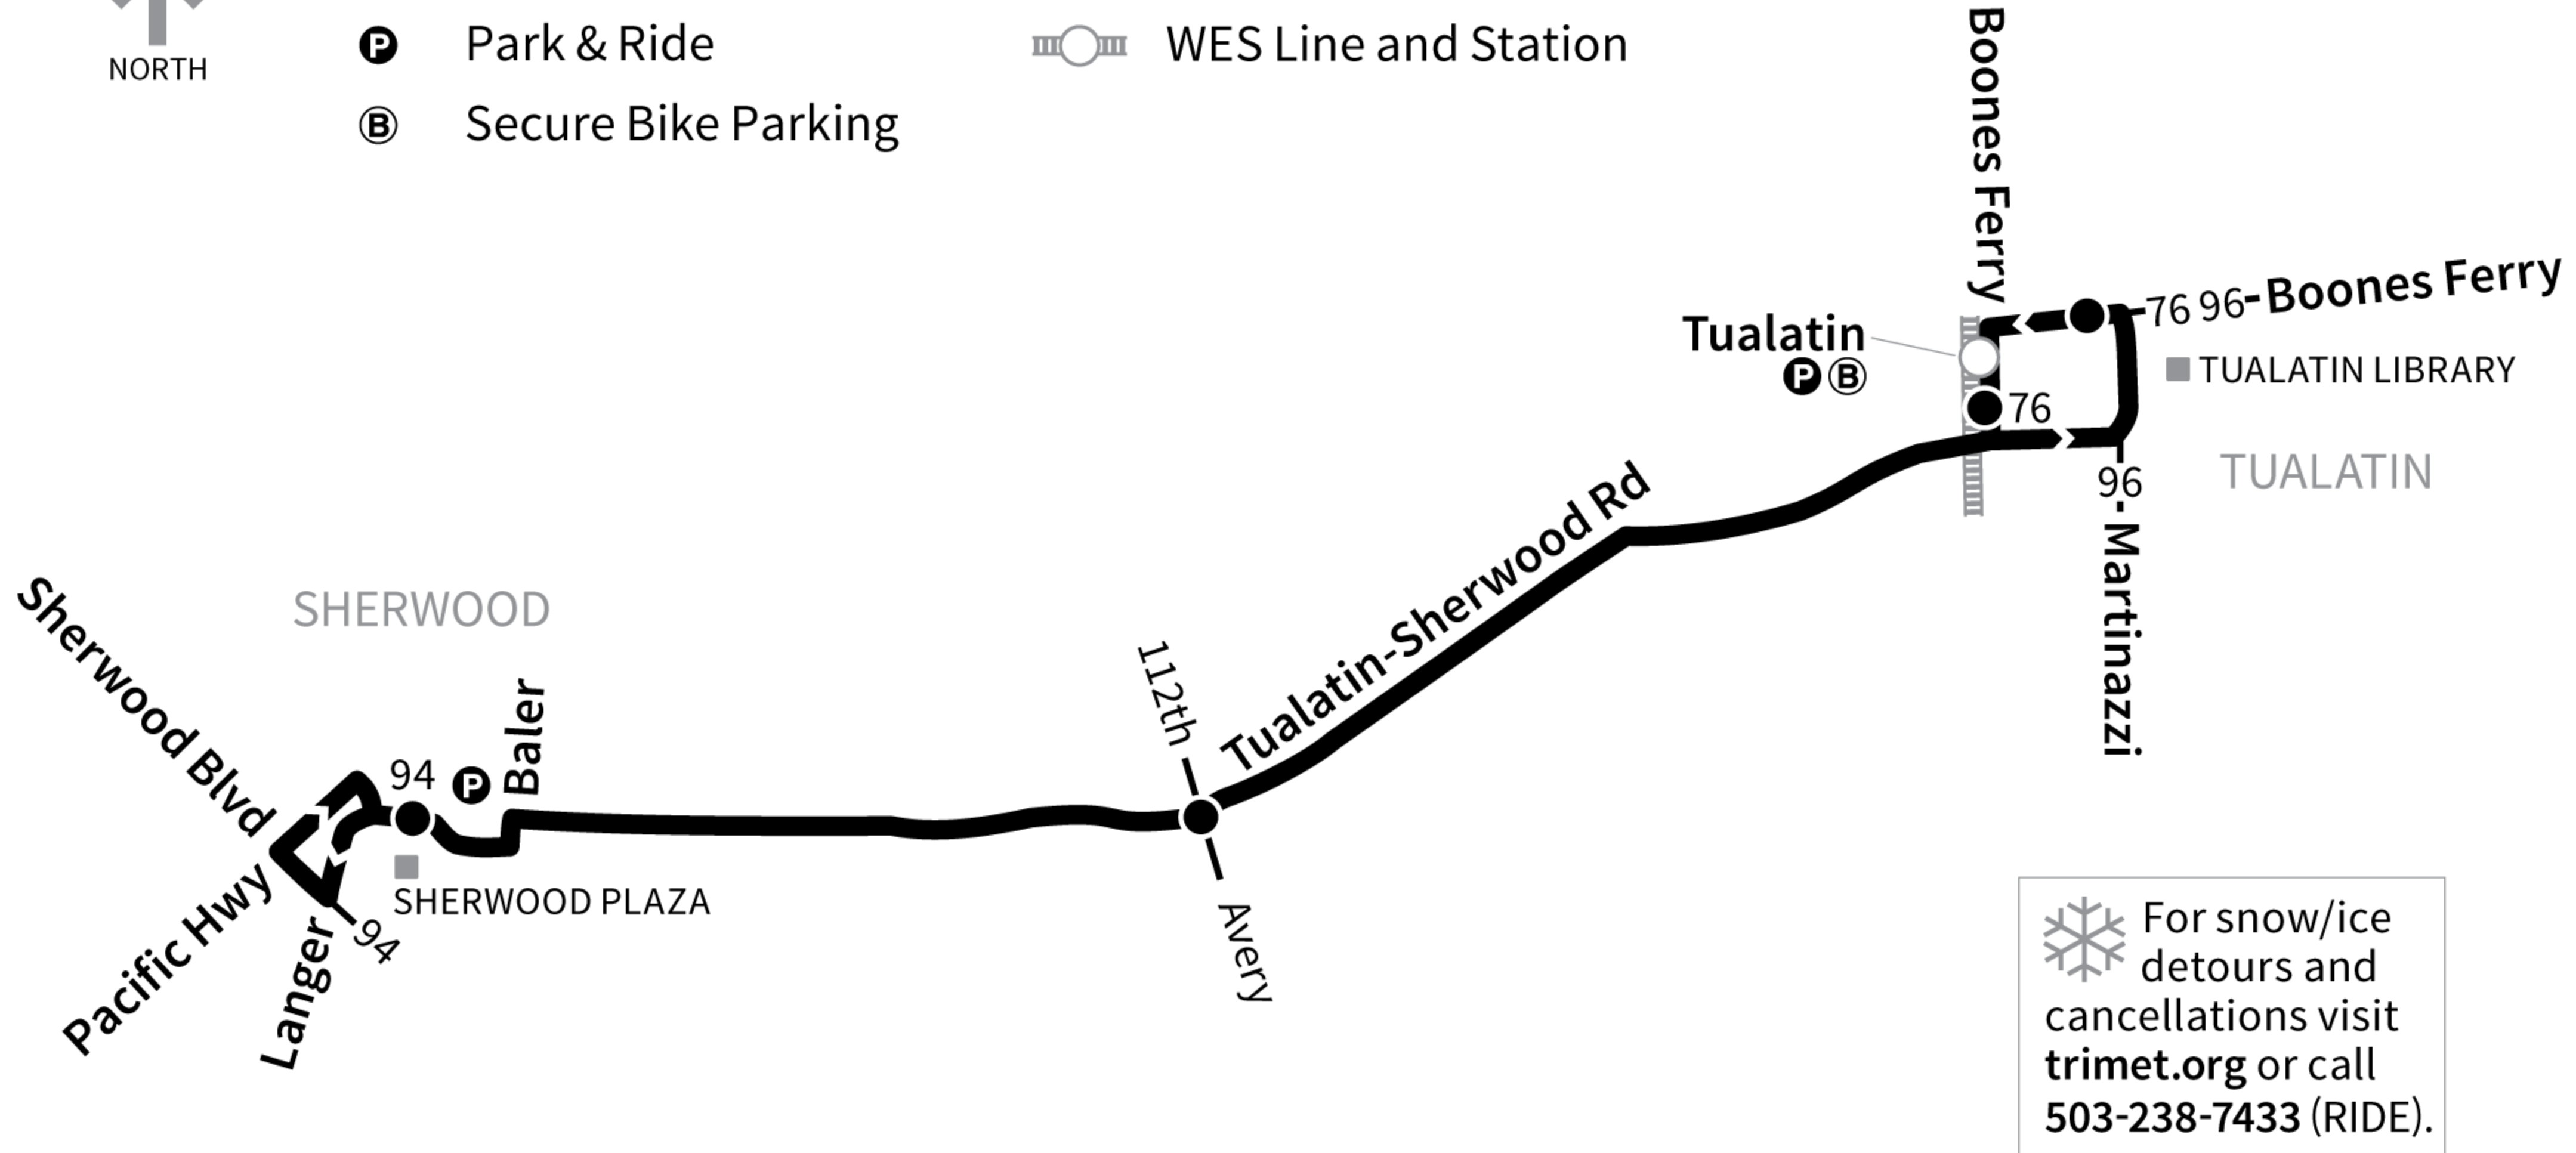 NORTH
P Park & Ride
B Secure Bike Parking
WES Line and Station
Boones Ferry
76 96-Boones Ferry
Tualatin
P B
TUALATIN LIBRARY
76
TUALATIN
96-Martinazzi
Tualatin-Sherwood Rd
SHERWOOD
Sherwood Blvd
112th
Baler
94
P
SHERWOOD PLAZA
Pacific Hwy
Langer
94
Avery
For snow/ice
detours and
cancellations visit
trimet.org or call
503-238-7433 (RIDE).